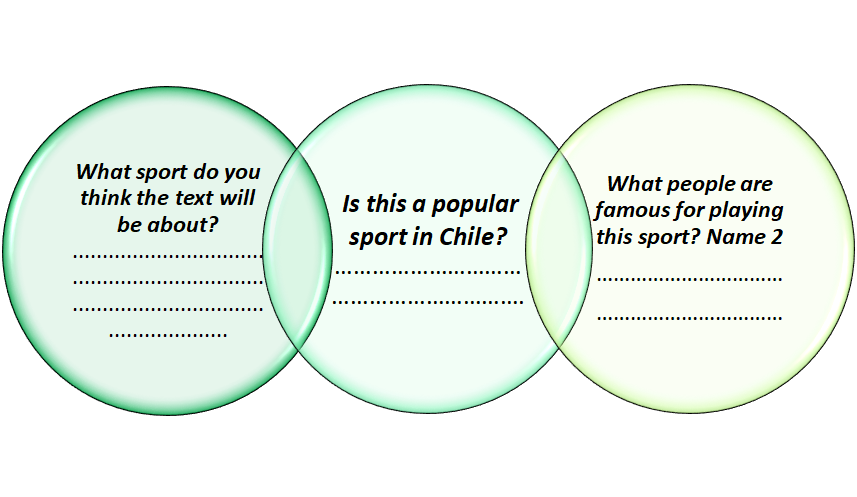 What sport do you
think the text will
be about?
................................
................................
................................
....................
Is this a popular
sport in Chile?
................................
................................
What people are
famous for playing
this sport? Name 2
................................
................................